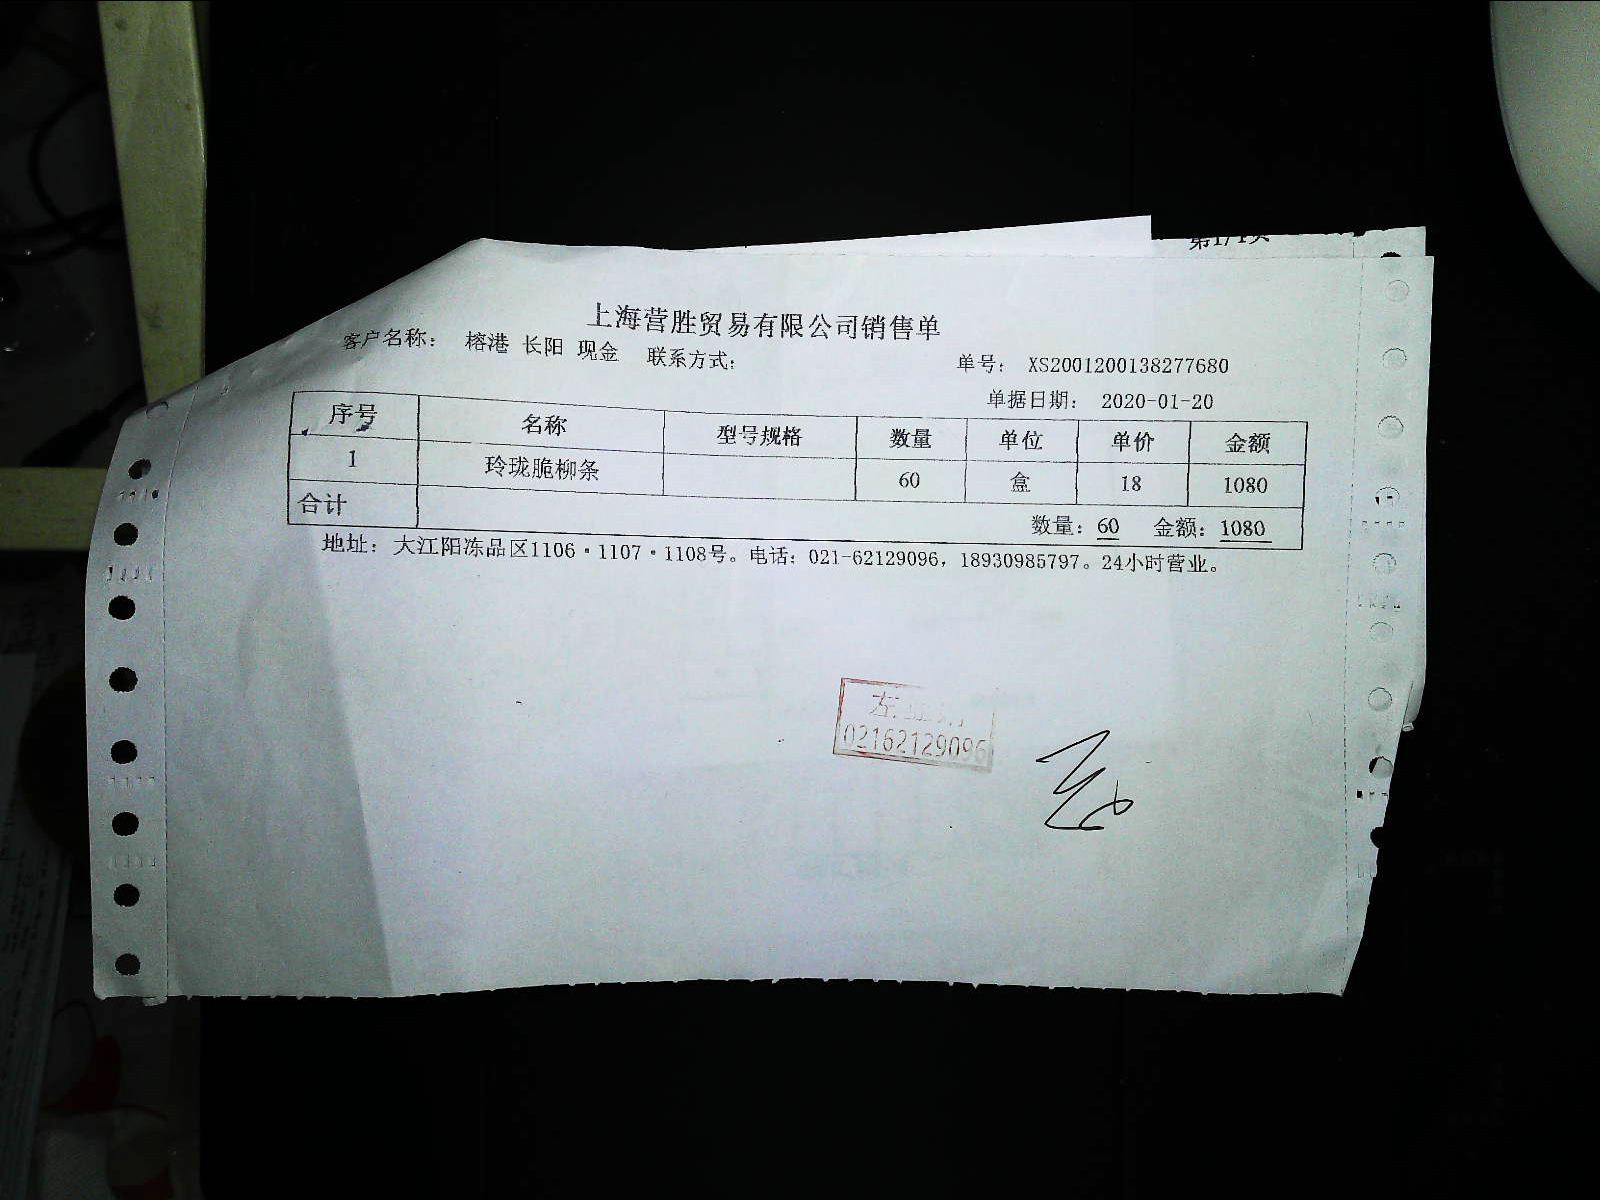 上海营胜贸易有限公司销售单
客户名称： 榕港 长阳 现金 联系方式： 单号： XS2001200138277680
单据日期： 2020-01-20
序号 名称 型号规格 数量 单位 单价 金额
1 玲珑脆柳条 60 盒 18 1080
合计 数量：60 金额：1080
地址：大江阳冻品区1106·1107·1108号。电话：021-62129096，18930985797。24小时营业。
左
02162129096